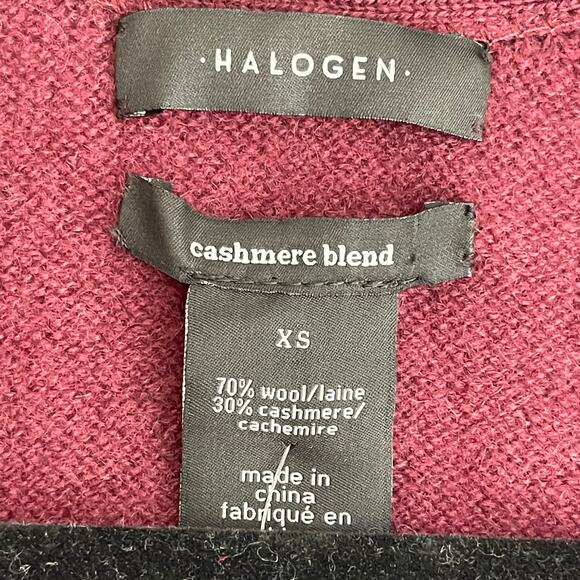 ·HALOGEN·
cashmere blend
XS
70% wool/laine
30% cashmere/
cachemire
made in
china
fabriqué en